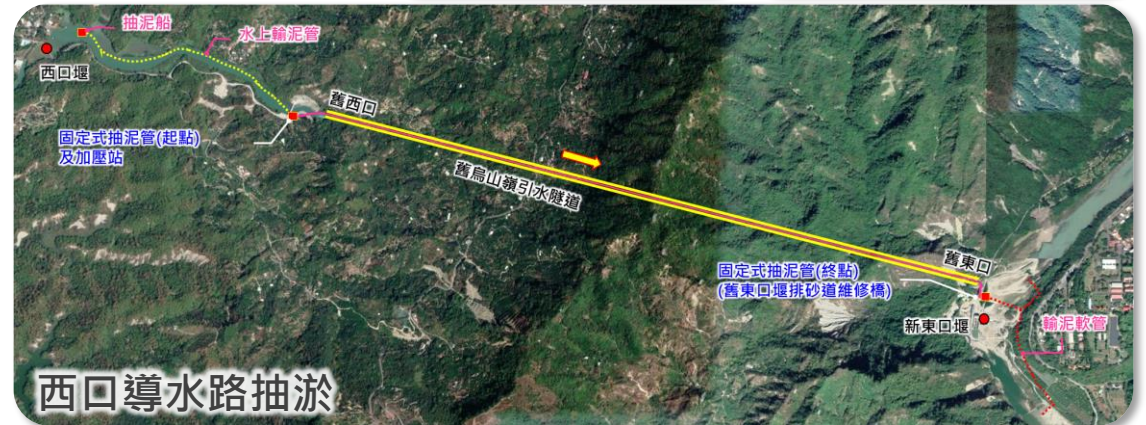 抽泥船
水上輸泥管
西口堰
舊西口
固定式抽泥管(起點)
及加壓站
舊烏山嶺引水隧道
舊東口
固定式抽泥管(終點)
(舊東口堰排砂道維修橋)
新東口堰
輸泥軟管
西口導水路抽淤